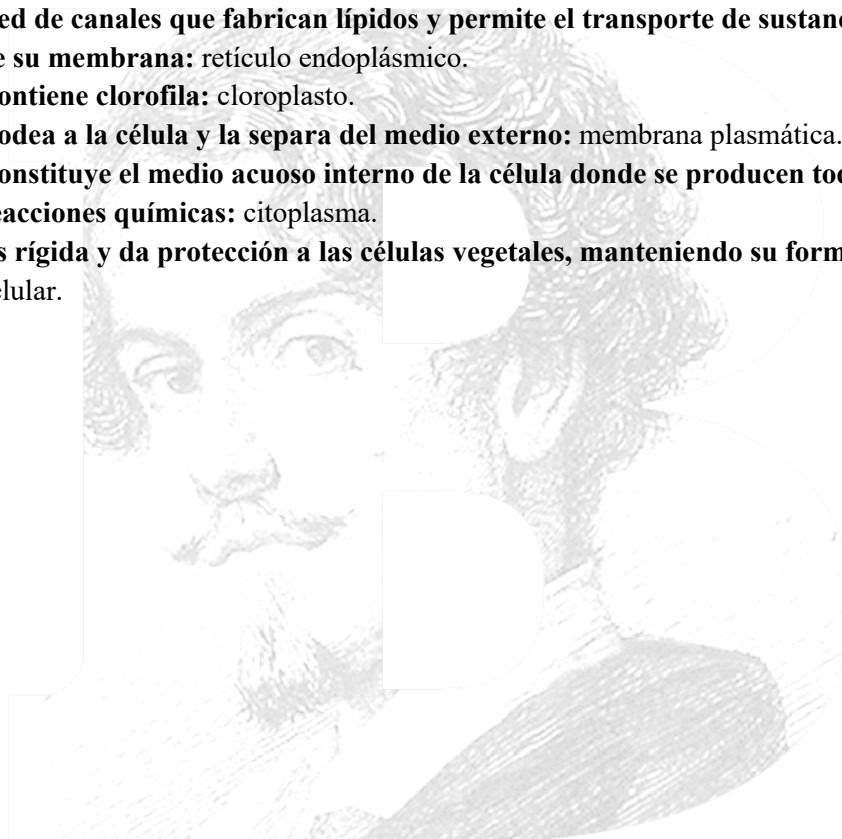 ed de canales que fabrican lípidos y permite el transporte de sustanc
e su membrana: retículo endoplásmico.
ontiene clorofila: cloroplasto.
odea a la célula y la separa del medio externo: membrana plasmática.
onstituye el medio acuoso interno de la célula donde se producen toc
eacciones químicas: citoplasma.
s rígida y da protección a las células vegetales, manteniendo su form
elular.